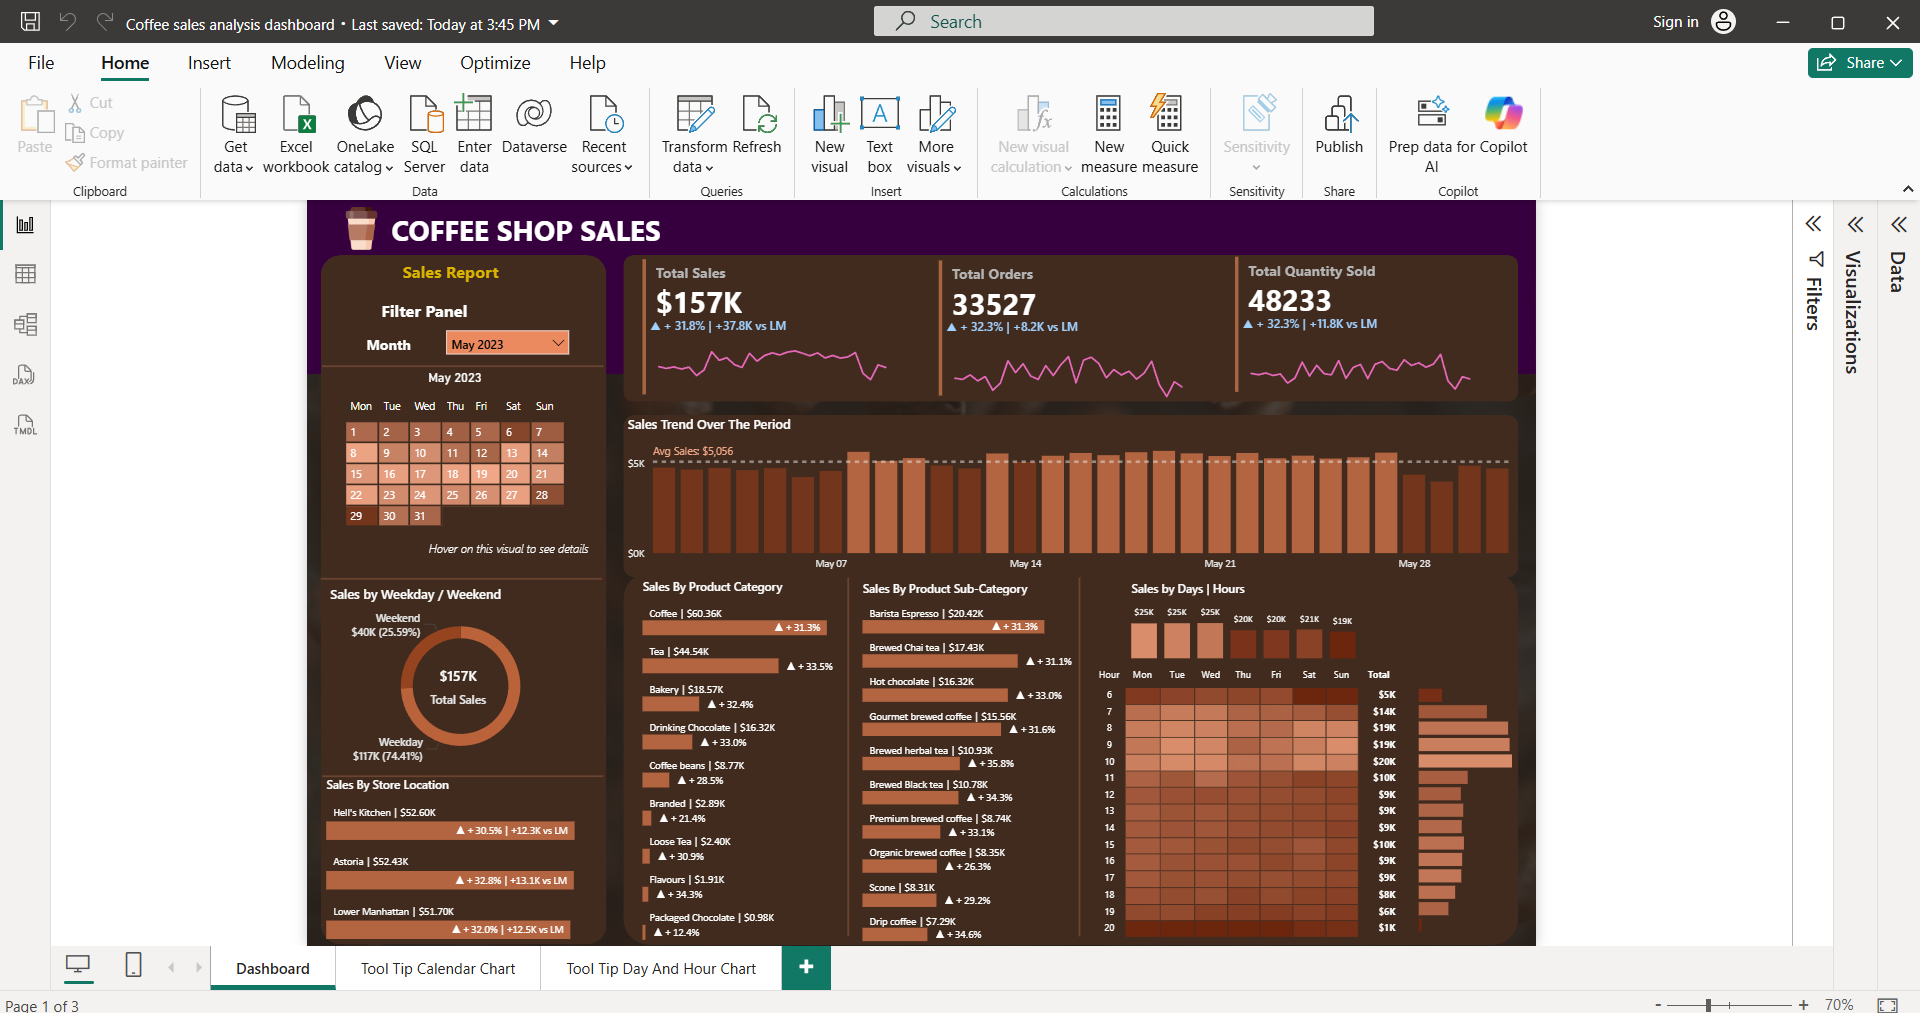 Coffee sales analysis dashboard • Last saved: Today at 3:45 PM
Search
Sign in
File
Home
Insert
Modeling
View
Optimize
Help
Share
Paste
Cut
Copy
Format painter
Clipboard
Get data
Excel workbook
OneLake catalog
SQL Server
Enter data
Dataverse
Recent sources
Data
Transform data
Refresh
Queries
New visual
A
Text box
More visuals
Insert
New visual calculation
New measure
Quick measure
Calculations
Sensitivity
Sensitivity
Publish
Share
Prep data for AI
Copilot
Copilot
DAX
TMDL
Filters
Visualizations
Data
COFFEE SHOP SALES
Sales Report
Filter Panel
Month
May 2023
May 2023
Mon Tue Wed Thu Fri Sat Sun
1 2 3 4 5 6 7
8 9 10 11 12 13 14
15 16 17 18 19 20 21
22 23 24 25 26 27 28
29 30 31
Hover on this visual to see details
Sales by Weekday / Weekend
Weekend
$40K (25.59%)
$157K
Total Sales
Weekday
$117K (74.41%)
Sales By Store Location
Hell's Kitchen | $52.60K
▲ + 30.5% | +12.3K vs LM
Astoria | $52.43K
▲ + 32.8% | +13.1K vs LM
Lower Manhattan | $51.70K
▲ + 32.0% | +12.5K vs LM
Total Sales
$157K
▲ + 31.8% | +37.8K vs LM
Total Orders
33527
▲ + 32.3% | +8.2K vs LM
Total Quantity Sold
48233
▲ + 32.3% | +11.8K vs LM
Sales Trend Over The Period
Avg Sales: $5,056
$5K
$0K
May 07
May 14
May 21
May 28
Sales By Product Category
Coffee | $60.36K
▲ + 31.3%
Tea | $44.54K
▲ + 33.5%
Bakery | $18.57K
▲ + 32.4%
Drinking Chocolate | $16.32K
▲ + 33.0%
Coffee beans | $8.77K
▲ + 28.5%
Branded | $2.89K
▲ + 21.4%
Loose Tea | $2.40K
▲ + 30.9%
Flavours | $1.91K
▲ + 34.3%
Packaged Chocolate | $0.98K
▲ + 12.4%
Sales By Product Sub-Category
Barista Espresso | $20.42K
▲ + 31.3%
Brewed Chai tea | $17.43K
▲ + 31.1%
Hot chocolate | $16.32K
▲ + 33.0%
Gourmet brewed coffee | $15.56K
▲ + 31.6%
Brewed herbal tea | $10.93K
▲ + 35.8%
Brewed Black tea | $10.78K
▲ + 34.3%
Premium brewed coffee | $8.74K
▲ + 33.1%
Organic brewed coffee | $8.35K
▲ + 26.3%
Scone | $8.31K
▲ + 29.2%
Drip coffee | $7.29K
▲ + 34.6%
Sales by Days | Hours
$25K $25K $25K $20K $20K $21K $19K
Hour Mon Tue Wed Thu Fri Sat Sun Total
6 $5K
7 $14K
8 $19K
9 $19K
10 $20K
11 $10K
12 $9K
13 $9K
14 $9K
15 $10K
16 $9K
17 $9K
18 $8K
19 $6K
20 $1K
Dashboard
Tool Tip Calendar Chart
Tool Tip Day And Hour Chart
+
Page 1 of 3
- + 70%